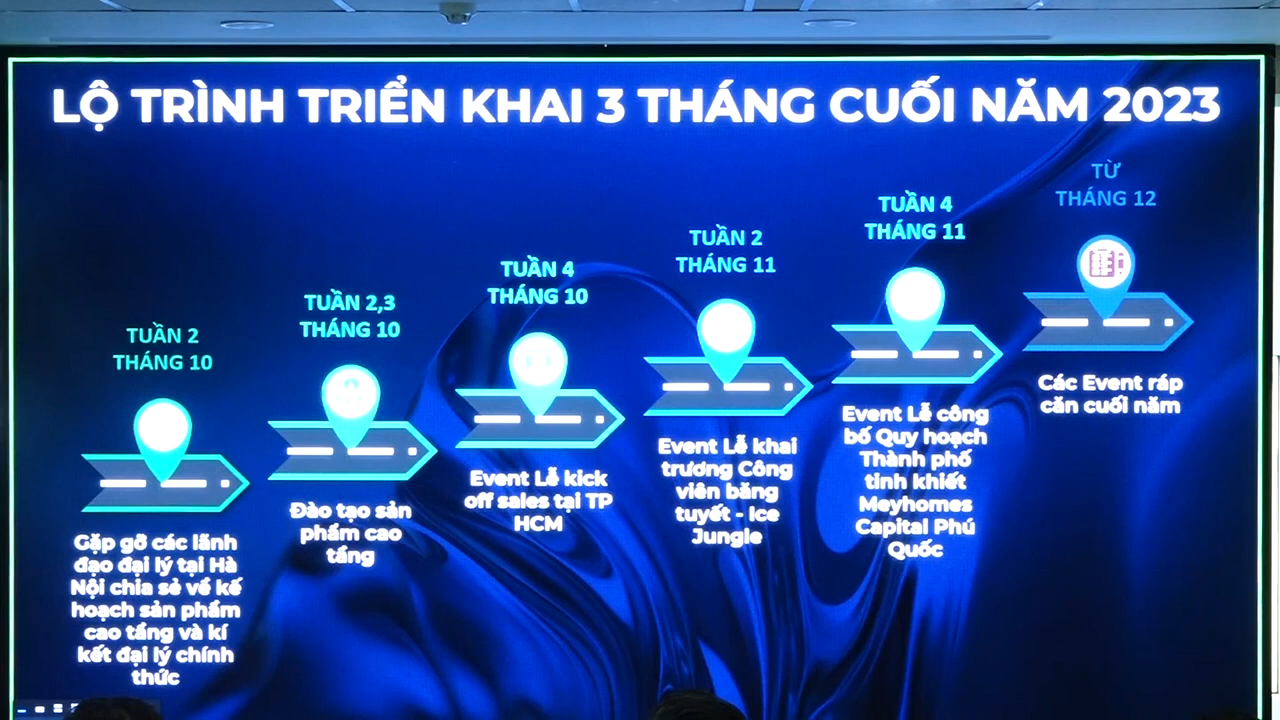 LỘ TRÌNH TRIỂN KHAI 3 THÁNG CUỐI NĂM 2023
TUẦN 2
THÁNG 10
Gặp gỡ các lãnh
đạo đại lý tại Hà
Nội chia sẻ về kế
hoạch sản phẩm
cao tầng và kí
kết đại lý chính
thức
TUẦN 2,3
THÁNG 10
Đào tạo sản
phẩm cao
tầng
TUẦN 4
THÁNG 10
Event Lễ kick
off sales tại TP
HCM
TUẦN 2
THÁNG 11
Event Lễ khai
trương Công
viên băng
tuyết - Ice
Jungle
TUẦN 4
THÁNG 11
Event Lễ công
bố Quy hoạch
Thành phố
tinh khiết
Meyhomes
Capital Phú
Quốc
TỪ
THÁNG 12
Các Event ráp
căn cuối năm